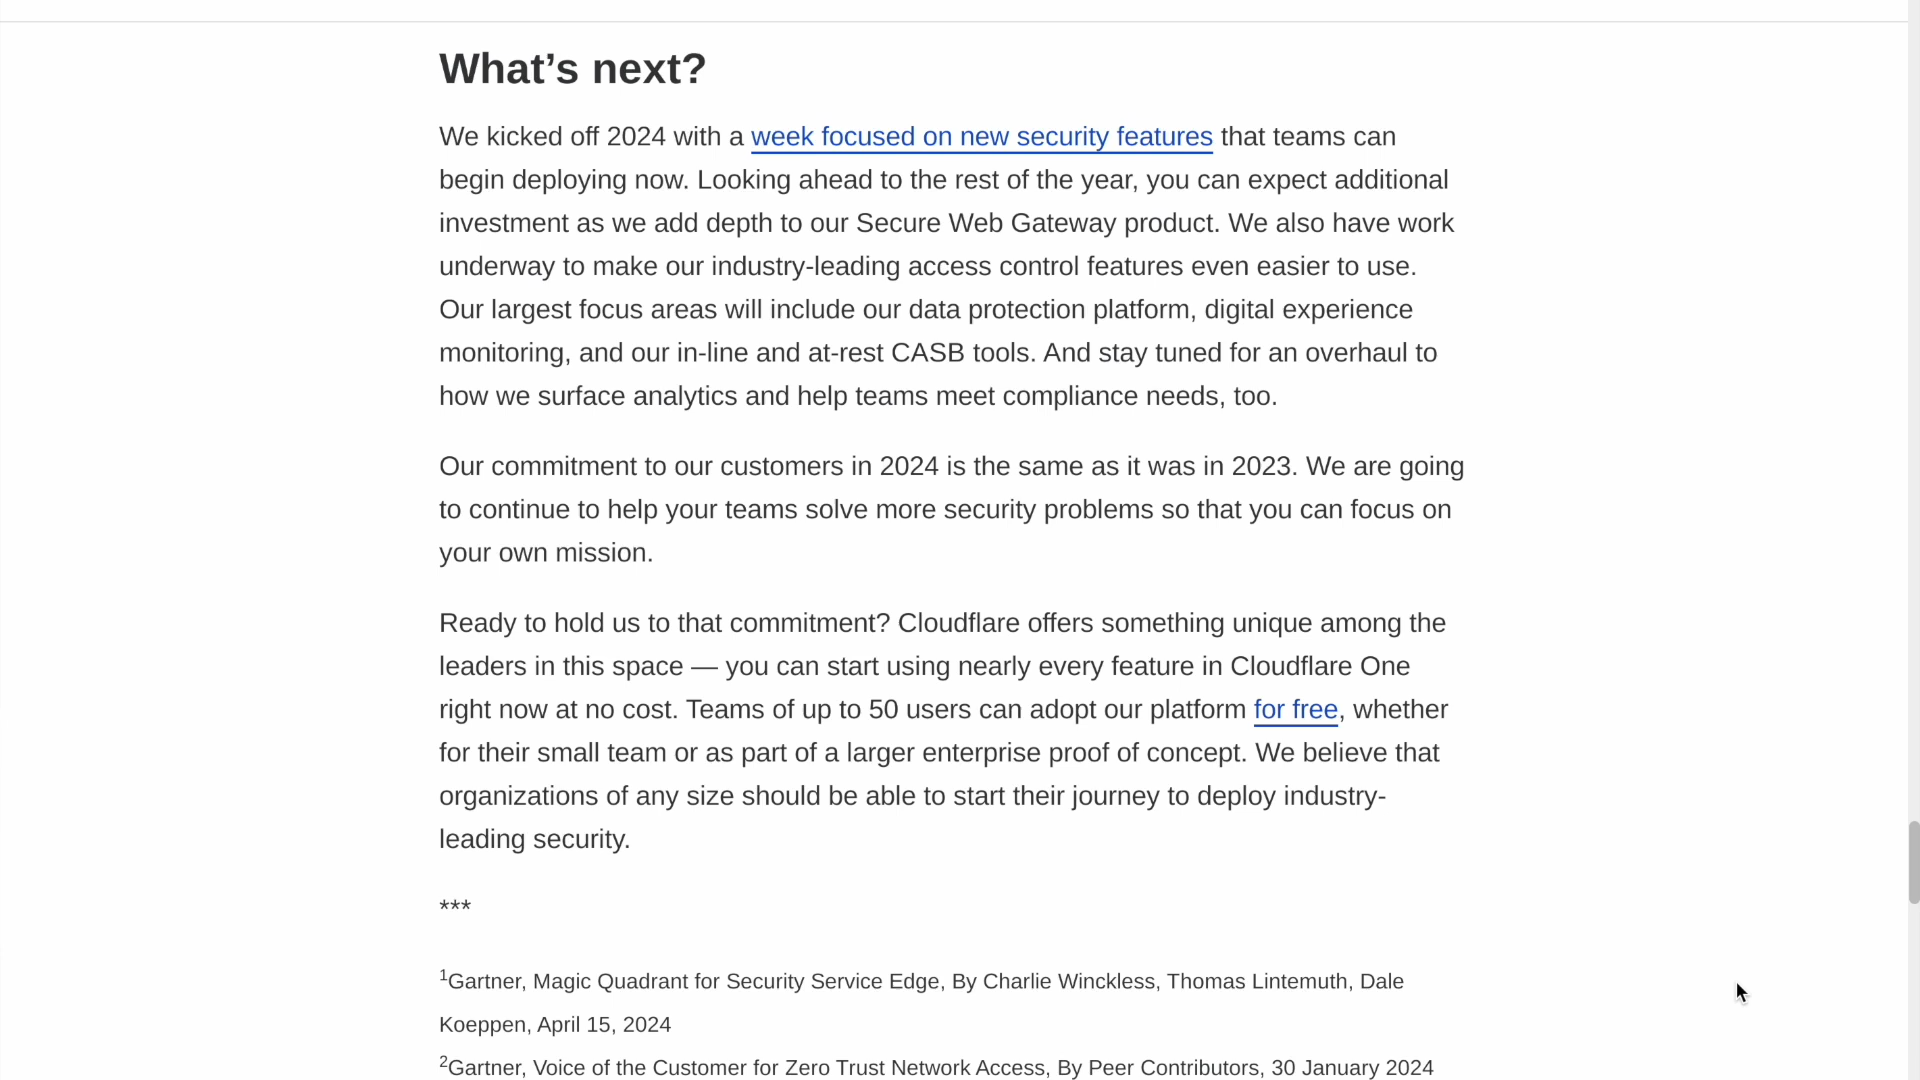 What’s next?
We kicked off 2024 with a week focused on new security features that teams can
begin deploying now. Looking ahead to the rest of the year, you can expect additional
investment as we add depth to our Secure Web Gateway product. We also have work
underway to make our industry-leading access control features even easier to use.
Our largest focus areas will include our data protection platform, digital experience
monitoring, and our in-line and at-rest CASB tools. And stay tuned for an overhaul to
how we surface analytics and help teams meet compliance needs, too.
Our commitment to our customers in 2024 is the same as it was in 2023. We are going
to continue to help your teams solve more security problems so that you can focus on
your own mission.
Ready to hold us to that commitment? Cloudflare offers something unique among the
leaders in this space — you can start using nearly every feature in Cloudflare One
right now at no cost. Teams of up to 50 users can adopt our platform for free, whether
for their small team or as part of a larger enterprise proof of concept. We believe that
organizations of any size should be able to start their journey to deploy industry-
leading security.
***
1Gartner, Magic Quadrant for Security Service Edge, By Charlie Winckless, Thomas Lintemuth, Dale
Koeppen, April 15, 2024
2Gartner, Voice of the Customer for Zero Trust Network Access, By Peer Contributors, 30 January 2024